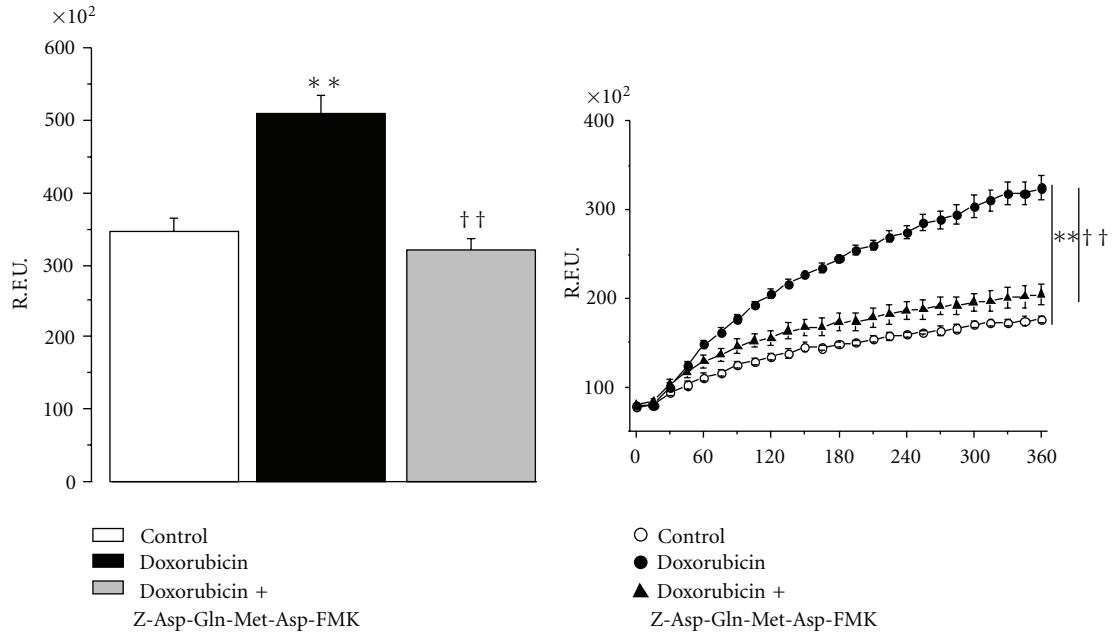 ×10²
600
500
400
300
200
100
0
R.F.U.
∗∗
††
Control
Doxorubicin
Doxorubicin +
Z-Asp-Gln-Met-Asp-FMK
×10²
400
300
200
100
R.F.U.
0 60 120 180 240 300 360
∗∗ ††
Control
Doxorubicin
Doxorubicin +
Z-Asp-Gln-Met-Asp-FMK